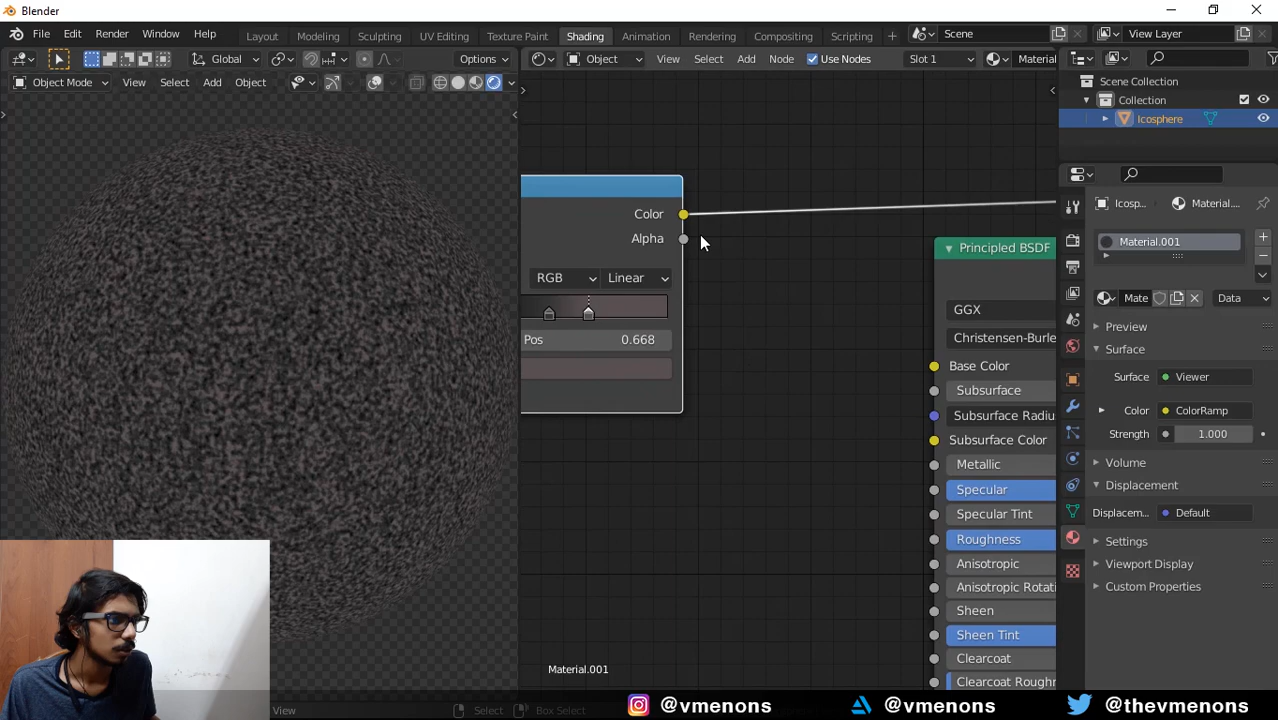 Blender
File Edit Render Window Help Layout Modeling Sculpting UV Editing Texture Paint Shading Animation Rendering Compositing Scripting Scene View Layer
Global Options Object View Select Add Node Use Nodes Slot 1 Material
Object Mode View Select Add Object
Scene Collection
Collection
Icosphere
Color
Alpha
RGB Linear
Pos 0.668
Principled BSDF
GGX
Christensen-Burle
Base Color
Subsurface
Subsurface Radiu
Subsurface Color
Metallic
Specular
Specular Tint
Roughness
Anisotropic
Anisotropic Rotati
Sheen
Sheen Tint
Clearcoat
Clearcoat Roughn
Material.001
Icosp... Material....
Material.001
Mate Data
Preview
Surface
Surface Viewer
Color ColorRamp
Strength 1.000
Volume
Displacement
Displacem... Default
Settings
Viewport Display
Custom Properties
View Select Box Select
@vmenons @vmenons @thevmenons